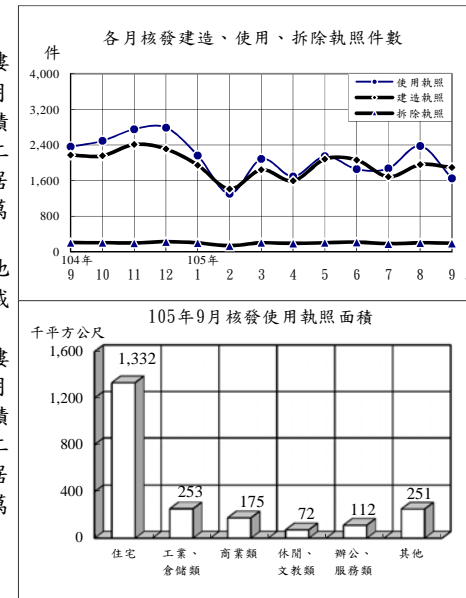 各月核發建造、使用、拆除執照件數
件
4,000
3,200
2,400
1,600
800
0
使用執照
建造執照
拆除執照
104年 105年
9 10 11 12 1 2 3 4 5 6 7 8 9
105年9月核發使用執照面積
千平方公尺
1,600
1,200
800
400
0
1,332
253
175
72
112
251
住宅 工業、 商業類 休閒、 辦公、 其他
倉儲類 文教類 服務類